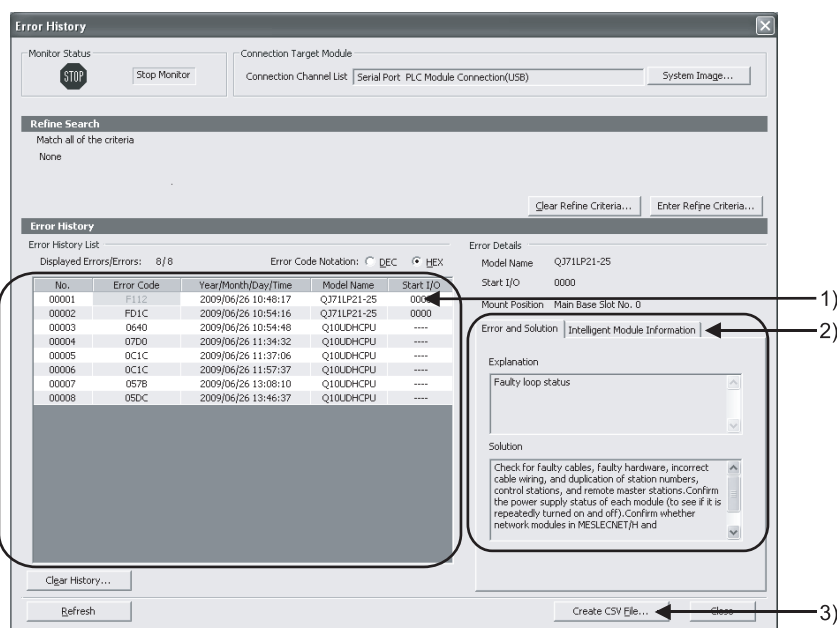 Error History
Monitor Status
STOP
Stop Monitor
Connection Target Module
Connection Channel List
Serial Port PLC Module Connection(USB)
System Image...
Refine Search
Match all of the criteria
None
Clear Refine Criteria...
Enter Refine Criteria...
Error History
Error History List
Displayed Errors/Errors: 8/8
Error Code Notation: DEC HEX
No. Error Code Year/Month/Day/Time Model Name Start I/O
00001 F112 2009/06/26 10:48:17 QJ71LP21-25 0000
00002 FD1C 2009/06/26 10:54:16 QJ71LP21-25 0000
00003 0640 2009/06/26 10:54:48 Q10UDHCPU ----
00004 07D0 2009/06/26 11:34:32 Q10UDHCPU ----
00005 0C1C 2009/06/26 11:37:06 Q10UDHCPU ----
00006 0C1C 2009/06/26 11:57:37 Q10UDHCPU ----
00007 057B 2009/06/26 13:08:10 Q10UDHCPU ----
00008 05DC 2009/06/26 13:46:37 Q10UDHCPU ----
1)
Error Details
Model Name QJ71LP21-25
Start I/O 0000
Mount Position Main Base Slot No. 0
Error and Solution
Intelligent Module Information
2)
Explanation
Faulty loop status
Solution
Check for faulty cables, faulty hardware, incorrect
cable wiring, and duplication of station numbers,
control stations, and remote master stations.Confirm
the power supply status of each module (to see if it is
repeatedly turned on and off).Confirm whether
network modules in MESLECNET/H and
Clear History...
Refresh
Create CSV File...
Close
3)